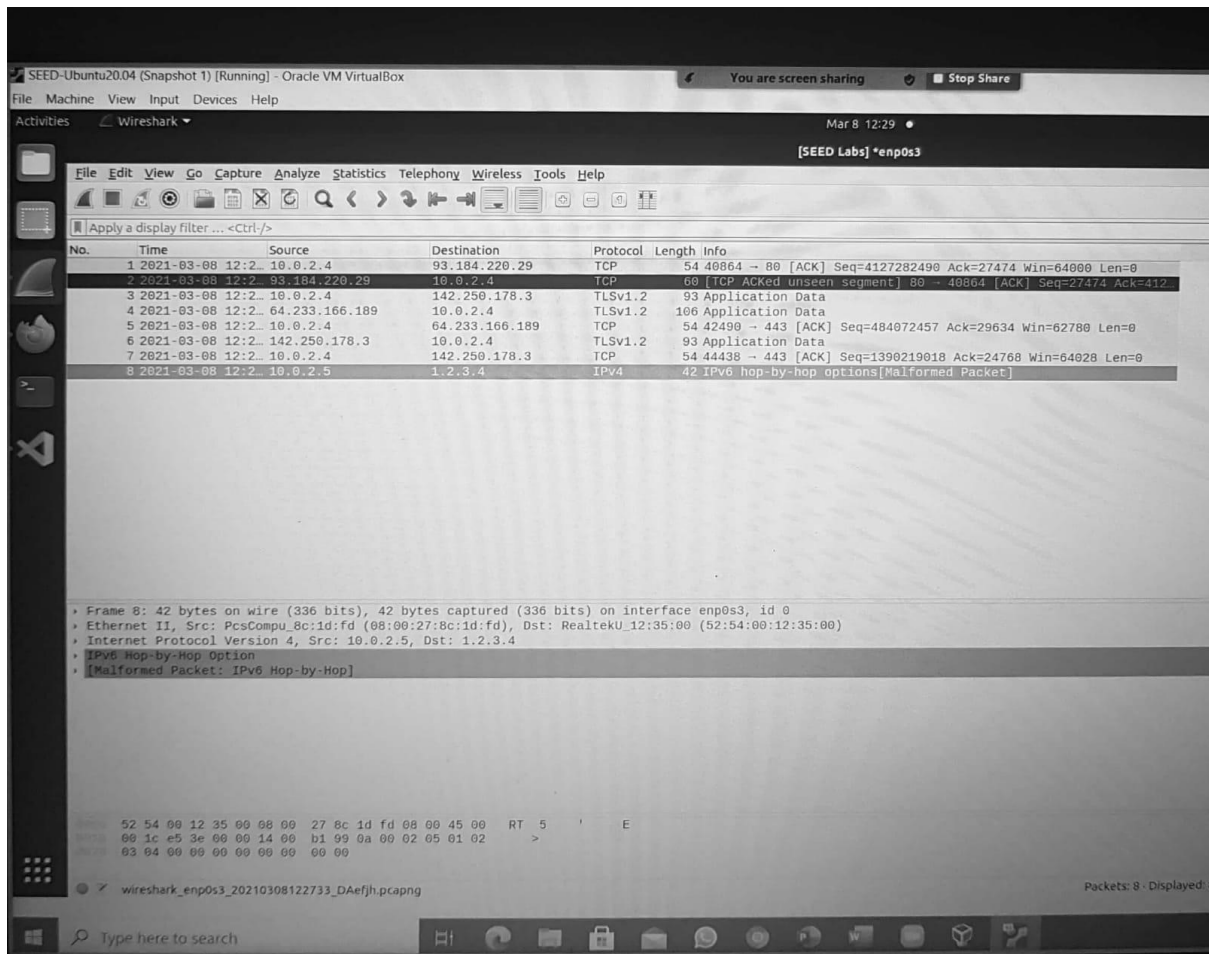 SEED-Ubuntu20.04 (Snapshot 1) [Running] - Oracle VM VirtualBox
You are screen sharing Stop Share
File Machine View Input Devices Help
Activities Wireshark Mar 8 12:29
[SEED Labs] *enp0s3
File Edit View Go Capture Analyze Statistics Telephony Wireless Tools Help
Apply a display filter ... <Ctrl-/>
No. Time Source Destination Protocol Length Info
1 2021-03-08 12:2… 10.0.2.4 93.184.220.29 TCP 54 40864 → 80 [ACK] Seq=4127282490 Ack=27474 Win=64000 Len=0
2 2021-03-08 12:2… 93.184.220.29 10.0.2.4 TCP 60 [TCP ACKed unseen segment] 80 → 40864 [ACK] Seq=27474 Ack=412…
3 2021-03-08 12:2… 10.0.2.4 142.250.178.3 TLSv1.2 93 Application Data
4 2021-03-08 12:2… 64.233.166.189 10.0.2.4 TLSv1.2 106 Application Data
5 2021-03-08 12:2… 10.0.2.4 64.233.166.189 TCP 54 42490 → 443 [ACK] Seq=484072457 Ack=29634 Win=62780 Len=0
6 2021-03-08 12:2… 142.250.178.3 10.0.2.4 TLSv1.2 93 Application Data
7 2021-03-08 12:2… 10.0.2.4 142.250.178.3 TCP 54 44438 → 443 [ACK] Seq=1390219018 Ack=24768 Win=64028 Len=0
8 2021-03-08 12:2… 10.0.2.5 1.2.3.4 IPv4 42 IPv6 hop-by-hop options[Malformed Packet]
Frame 8: 42 bytes on wire (336 bits), 42 bytes captured (336 bits) on interface enp0s3, id 0
Ethernet II, Src: PcsCompu_8c:1d:fd (08:00:27:8c:1d:fd), Dst: RealtekU_12:35:00 (52:54:00:12:35:00)
Internet Protocol Version 4, Src: 10.0.2.5, Dst: 1.2.3.4
IPv6 Hop-by-Hop Option
[Malformed Packet: IPv6 Hop-by-Hop]
52 54 00 12 35 00 08 00 27 8c 1d fd 08 00 45 00 RT 5 ' E
00 1c e5 3e 00 00 14 00 b1 99 0a 00 02 05 01 02 >
03 04 00 00 00 00 00 00 00 00
wireshark_enp0s3_20210308122733_DAefjh.pcapng
Packets: 8 · Displayed:
Type here to search